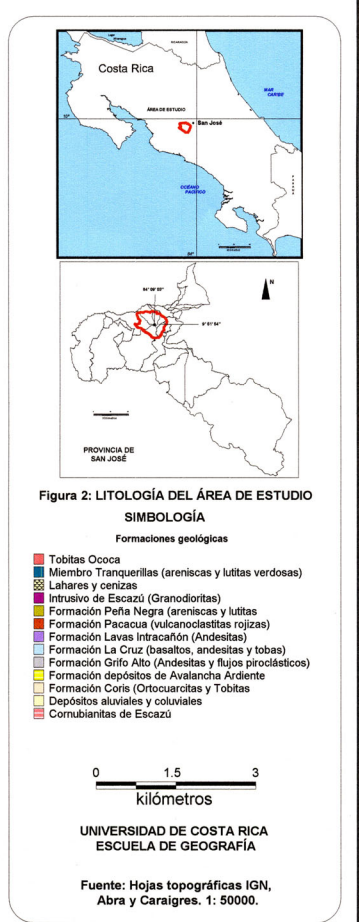 NICARAGUA
Costa Rica
MAR
CARIBE
ÁREA DE ESTUDIO
San José
OCÉANO
PACÍFICO
N
PROVINCIA DE
SAN JOSÉ
Figura 2: LITOLOGÍA DEL ÁREA DE ESTUDIO
SIMBOLOGÍA
Formaciones geológicas
Tobitas Ococa
Miembro Tranquerillas (areniscas y lutitas verdosas)
Lahares y cenizas
Intrusivo de Escazú (Granodioritas)
Formación Peña Negra (areniscas y lutitas
Formación Pacacua (vulcanoclastitas rojizas)
Formación Lavas Intracañón (Andesitas)
Formación La Cruz (basaltos, andesitas y tobas)
Formación Grifo Alto (Andesitas y flujos piroclásticos)
Formación depósitos de Avalancha Ardiente
Formación Coris (Ortocuarcitas y Tobitas
Depósitos aluviales y coluviales
Cornubianitas de Escazú
0 1.5 3
kilómetros
UNIVERSIDAD DE COSTA RICA
ESCUELA DE GEOGRAFÍA
Fuente: Hojas topográficas IGN,
Abra y Caraigres. 1: 50000.